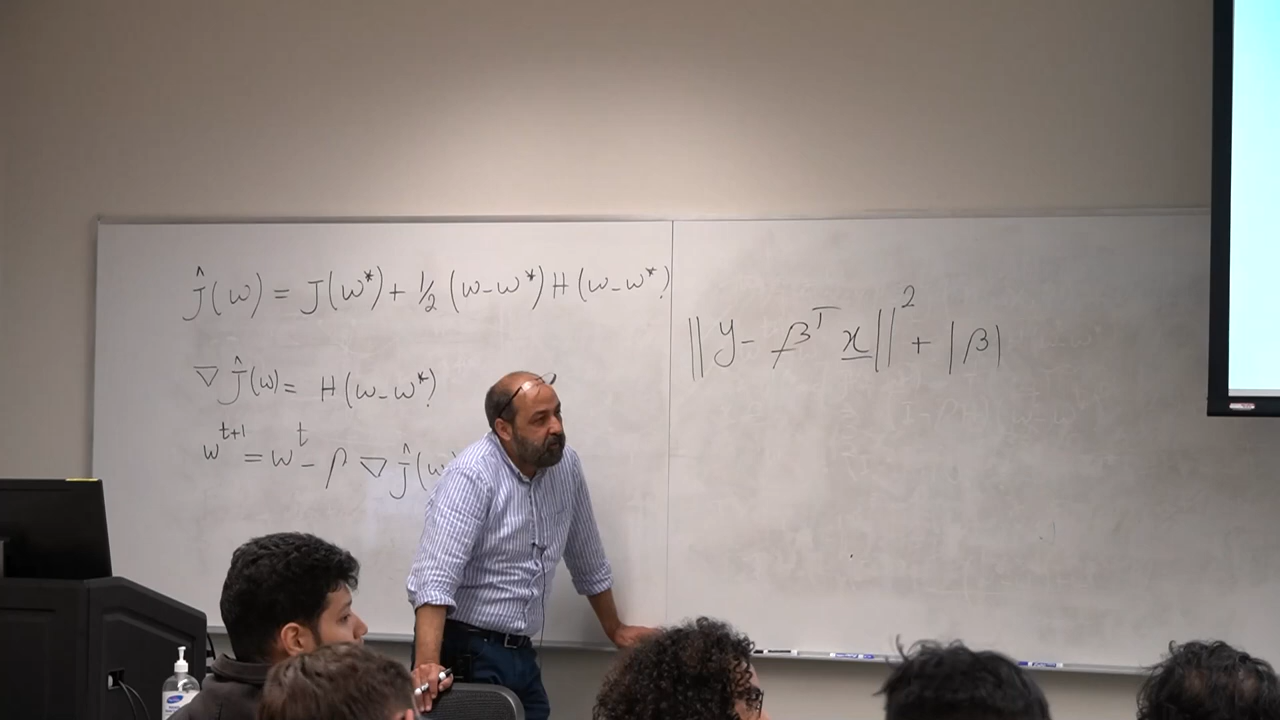 Ĵ(w) = J(w*) + 1/2 (w-w*) H (w-w*)
∇Ĵ(w) = H(w-w*)
w^{t+1} = w^t - ρ ∇Ĵ(w
||y - β^T x||^2 + |β|